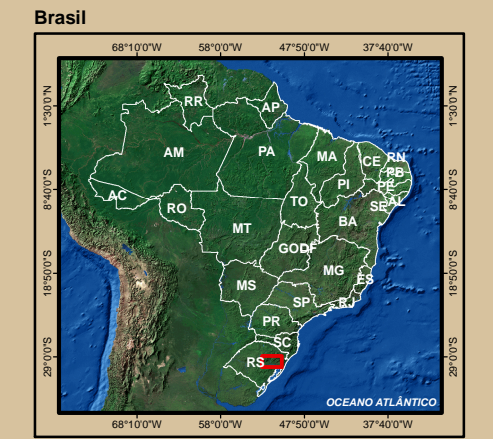 Brasil
68°10'0"W 58°0'0"W 47°50'0"W 37°40'0"W
1°30'0"N 1°30'0"N
RR AP
AM PA MA CE RN
PB
PI PE
AC TO AL
RO SE
MT BA
GO DF
MG
MS ES
SP RJ
PR
SC
RS
8°40'0"S 8°40'0"S
18°50'0"S 18°50'0"S
29°0'0"S 29°0'0"S
OCEANO ATLÂNTICO
68°10'0"W 58°0'0"W 47°50'0"W 37°40'0"W